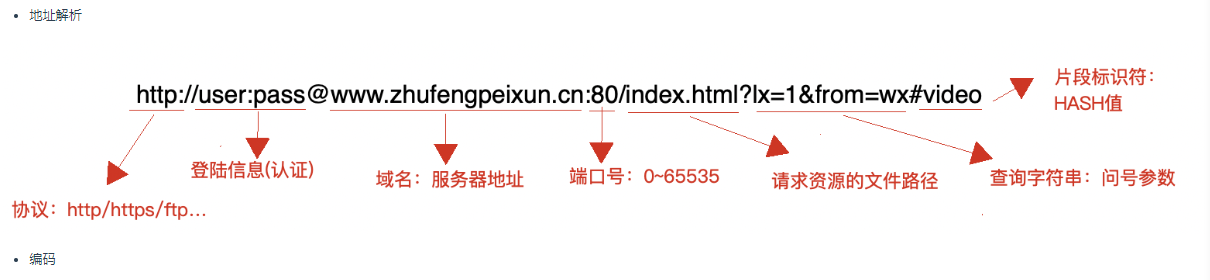 地址解析
http://user:pass@www.zhufengpeixun.cn:80/index.html?lx=1&from=wx#video
片段标识符：
HASH值
登陆信息(认证)
域名：服务器地址
端口号：0~65535
请求资源的文件路径
查询字符串：问号参数
协议：http/https/ftp...
编码